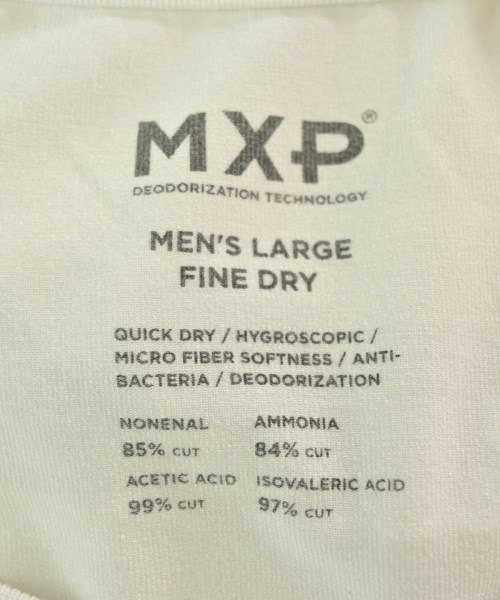 MXP®
DEODORIZATION TECHNOLOGY
MEN'S LARGE
FINE DRY
QUICK DRY / HYGROSCOPIC /
MICRO FIBER SOFTNESS / ANTI-
BACTERIA / DEODORIZATION
NONENAL AMMONIA
85% CUT 84% CUT
ACETIC ACID ISOVALERIC ACID
99% CUT 97% CUT